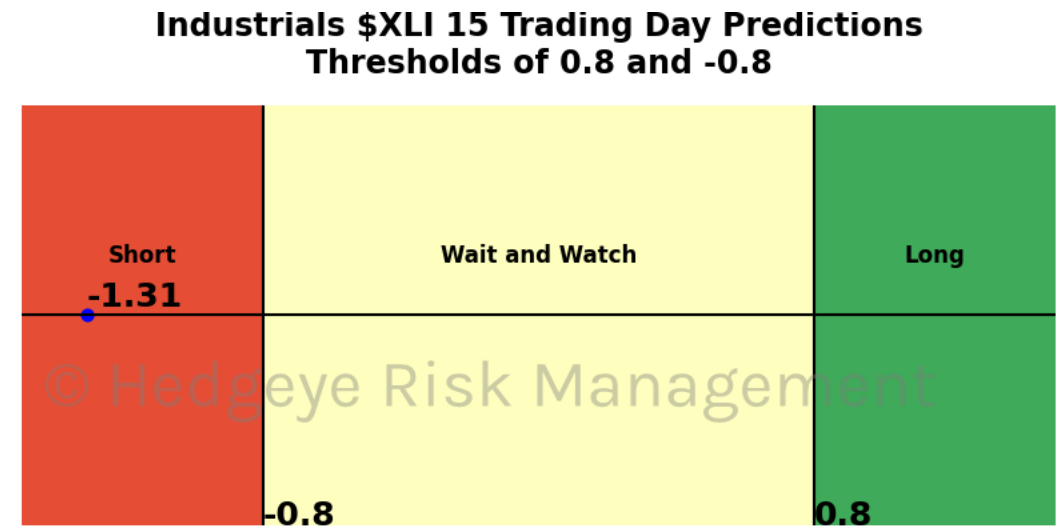 Industrials $XLI 15 Trading Day Predictions
Thresholds of 0.8 and -0.8
Short
Wait and Watch
Long
-1.31
© Hedgeye Risk Management
-0.8
0.8